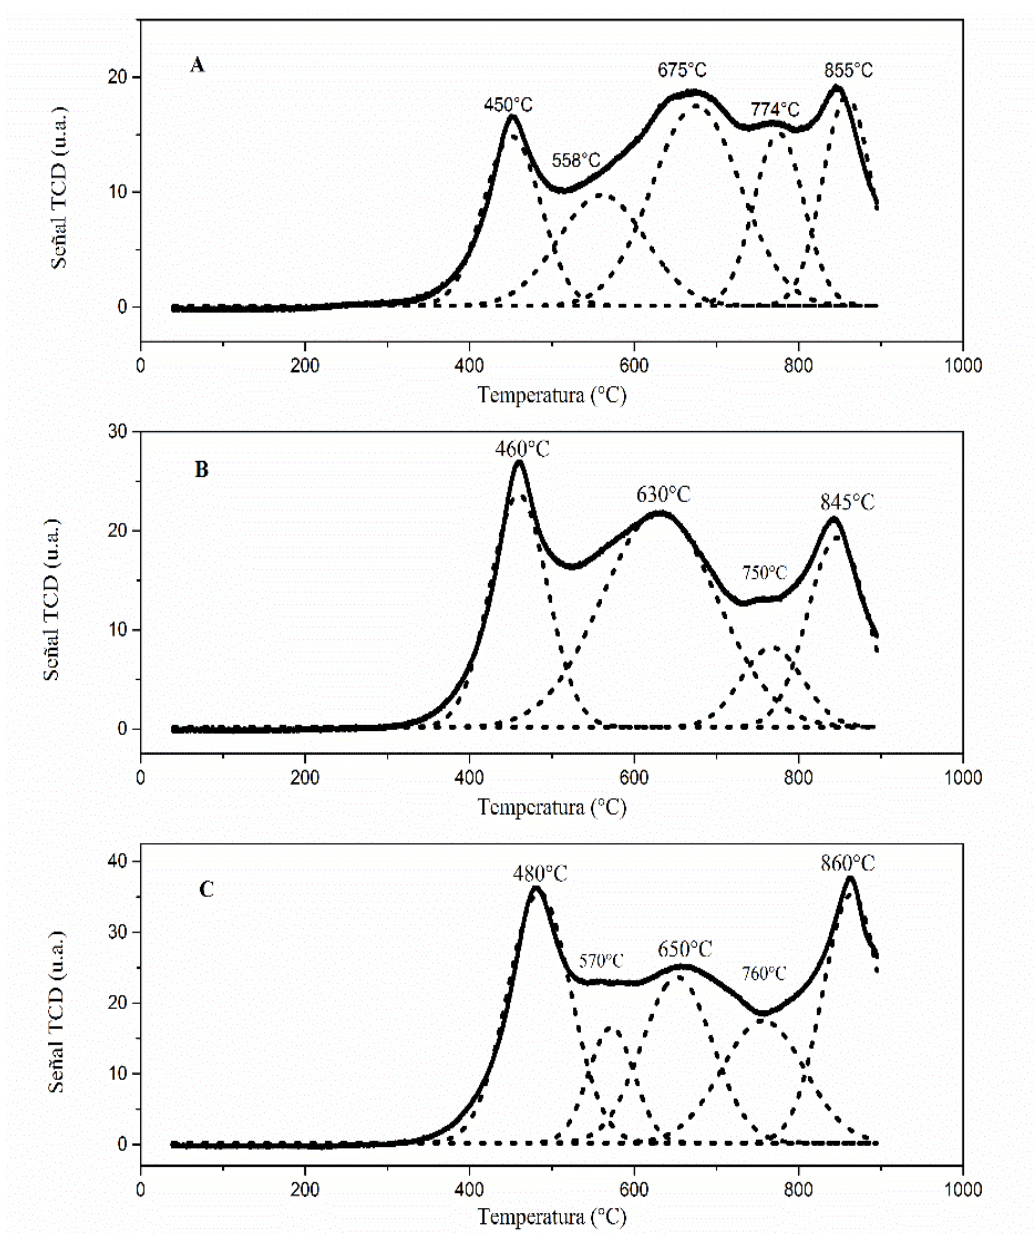 A
450°C
558°C
675°C
774°C
855°C
20
10
0
Señal TCD (u.a.)
0 200 400 600 800 1000
Temperatura (°C)
B
460°C
630°C
750°C
845°C
30
20
10
0
Señal TCD (u.a.)
0 200 400 600 800 1000
Temperatura (°C)
C
480°C
570°C
650°C
760°C
860°C
40
30
20
10
0
Señal TCD (u.a.)
0 200 400 600 800 1000
Temperatura (°C)